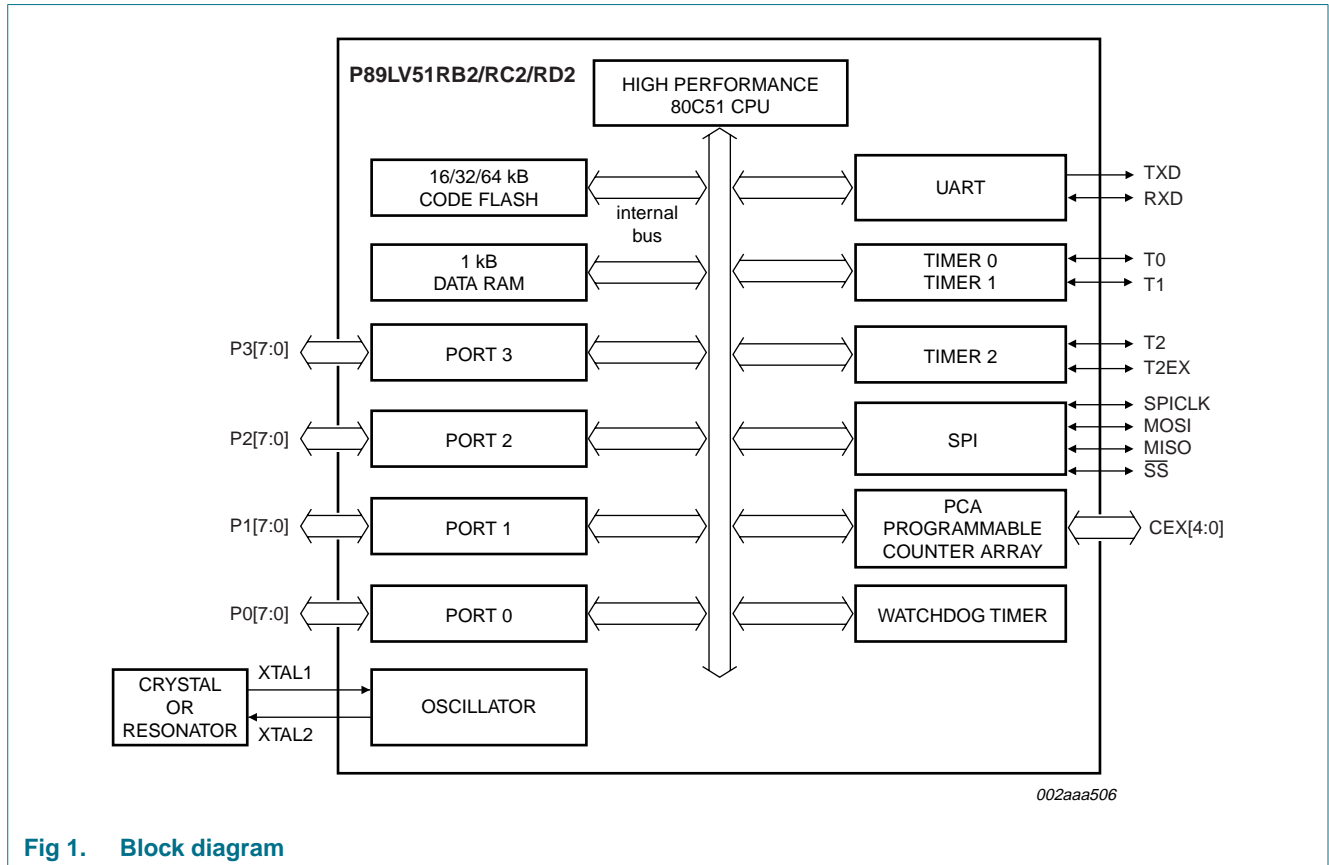 P89LV51RB2/RC2/RD2
HIGH PERFORMANCE
80C51 CPU
16/32/64 kB
CODE FLASH
internal
bus
UART
TXD
RXD
1 kB
DATA RAM
TIMER 0
TIMER 1
T0
T1
P3[7:0]
PORT 3
TIMER 2
T2
T2EX
P2[7:0]
PORT 2
SPI
SPICLK
MOSI
MISO
SS
P1[7:0]
PORT 1
PCA
PROGRAMMABLE
COUNTER ARRAY
CEX[4:0]
P0[7:0]
PORT 0
WATCHDOG TIMER
CRYSTAL
OR
RESONATOR
XTAL1
XTAL2
OSCILLATOR
002aaa506
Fig 1. Block diagram